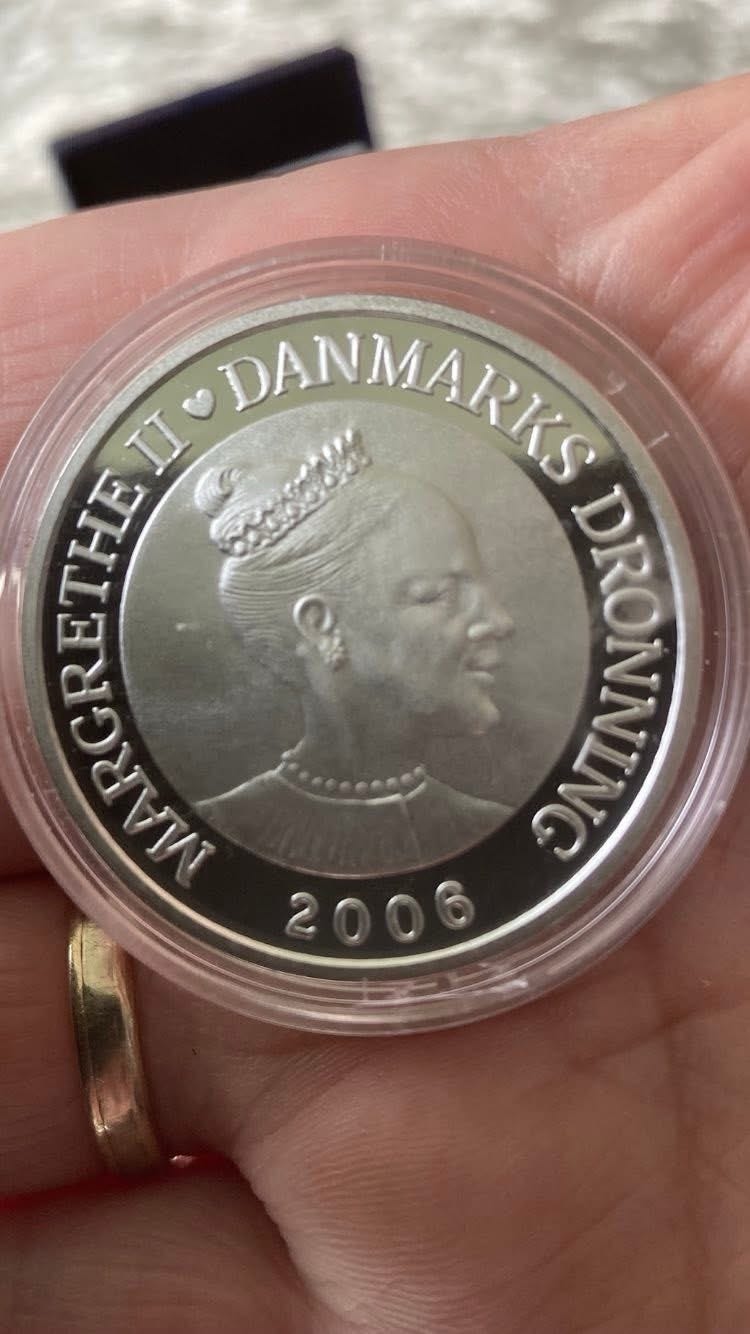 MARGRETHE II ♥ DANMARKS DRONNING
2006